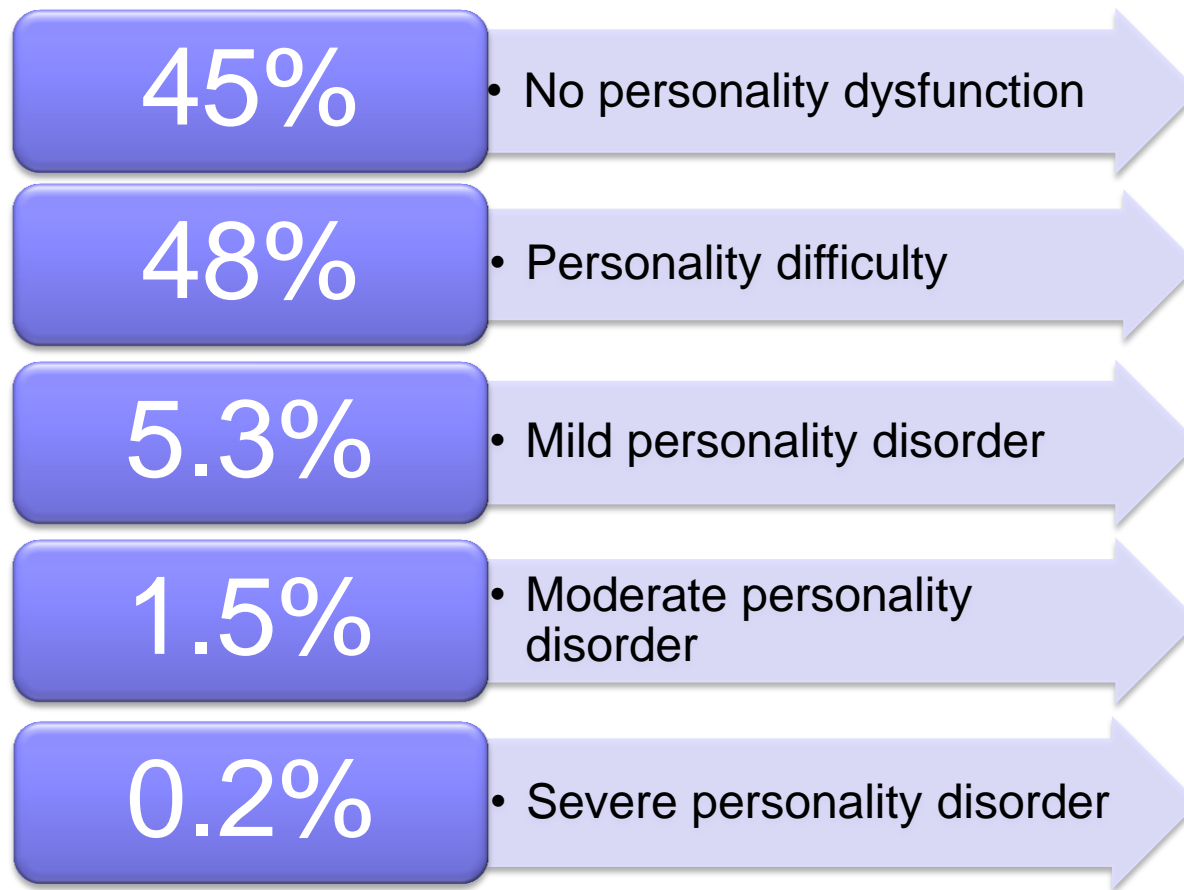 45%
• No personality dysfunction
48%
• Personality difficulty
5.3%
• Mild personality disorder
1.5%
• Moderate personality
disorder
0.2%
• Severe personality disorder